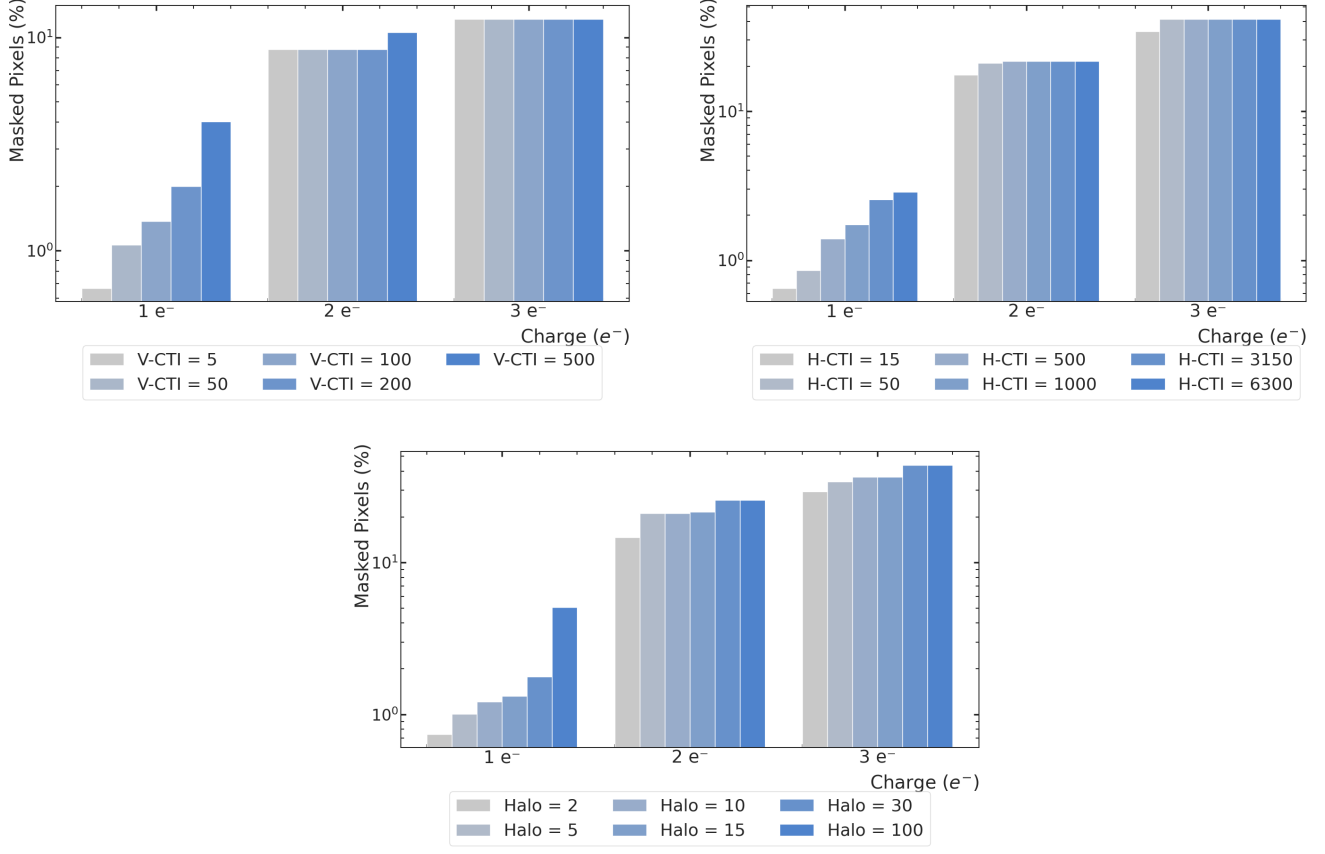 Masked Pixels (%)
10¹
10⁰
1 e⁻ 2 e⁻ 3 e⁻
Charge (e⁻)
V-CTI = 5 V-CTI = 100 V-CTI = 500
V-CTI = 50 V-CTI = 200
Masked Pixels (%)
10¹
10⁰
1 e⁻ 2 e⁻ 3 e⁻
Charge (e⁻)
H-CTI = 15 H-CTI = 500 H-CTI = 3150
H-CTI = 50 H-CTI = 1000 H-CTI = 6300
Masked Pixels (%)
10¹
10⁰
1 e⁻ 2 e⁻ 3 e⁻
Charge (e⁻)
Halo = 2 Halo = 10 Halo = 30
Halo = 5 Halo = 15 Halo = 100